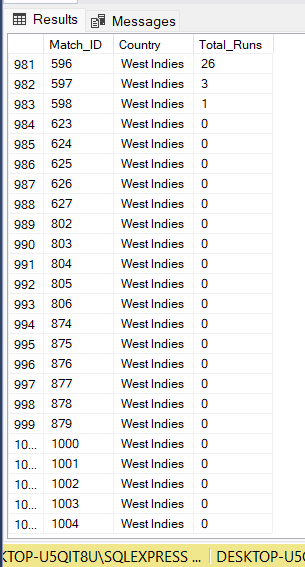 Results Messages
Match_ID Country Total_Runs
981 596 West Indies 26
982 597 West Indies 3
983 598 West Indies 1
984 623 West Indies 0
985 624 West Indies 0
986 625 West Indies 0
987 626 West Indies 0
988 627 West Indies 0
989 802 West Indies 0
990 803 West Indies 0
991 804 West Indies 0
992 805 West Indies 0
993 806 West Indies 0
994 874 West Indies 0
995 875 West Indies 0
996 876 West Indies 0
997 877 West Indies 0
998 878 West Indies 0
999 879 West Indies 0
10... 1000 West Indies 0
10... 1001 West Indies 0
10... 1002 West Indies 0
10... 1003 West Indies 0
10... 1004 West Indies 0
KTOP-U5QIT8U\SQLEXPRESS ... DESKTOP-U5Q